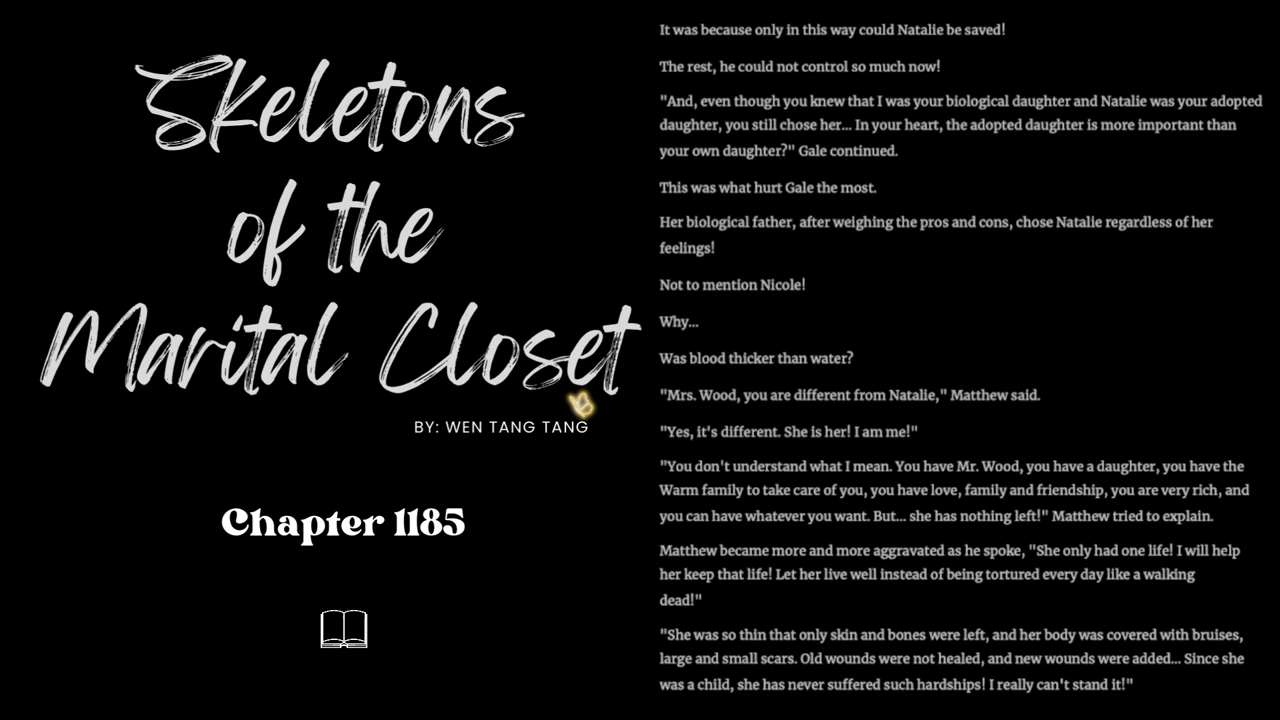 Skeletons
of the
Marital Closet
BY: WEN TANG TANG
Chapter 1185
It was because only in this way could Natalie be saved!
The rest, he could not control so much now!
"And, even though you knew that I was your biological daughter and Natalie was your adopted
daughter, you still chose her... In your heart, the adopted daughter is more important than
your own daughter?" Gale continued.
This was what hurt Gale the most.
Her biological father, after weighing the pros and cons, chose Natalie regardless of her
feelings!
Not to mention Nicole!
Why...
Was blood thicker than water?
"Mrs. Wood, you are different from Natalie," Matthew said.
"Yes, it's different. She is her! I am me!"
"You don't understand what I mean. You have Mr. Wood, you have a daughter, you have the
Warm family to take care of you, you have love, family and friendship, you are very rich, and
you can have whatever you want. But... she has nothing left!" Matthew tried to explain.
Matthew became more and more aggravated as he spoke, "She only had one life! I will help
her keep that life! Let her live well instead of being tortured every day like a walking
dead!"
"She was so thin that only skin and bones were left, and her body was covered with bruises,
large and small scars. Old wounds were not healed, and new wounds were added... Since she
was a child, she has never suffered such hardships! I really can't stand it!"